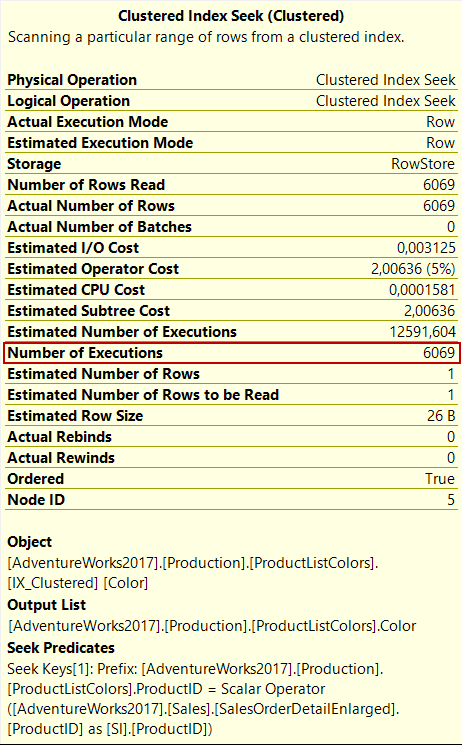 Clustered Index Seek (Clustered)
Scanning a particular range of rows from a clustered index.
Physical Operation Clustered Index Seek
Logical Operation Clustered Index Seek
Actual Execution Mode Row
Estimated Execution Mode Row
Storage RowStore
Number of Rows Read 6069
Actual Number of Rows 6069
Actual Number of Batches 0
Estimated I/O Cost 0,003125
Estimated Operator Cost 2,00636 (5%)
Estimated CPU Cost 0,0001581
Estimated Subtree Cost 2,00636
Estimated Number of Executions 12591,604
Number of Executions 6069
Estimated Number of Rows 1
Estimated Number of Rows to be Read 1
Estimated Row Size 26 B
Actual Rebinds 0
Actual Rewinds 0
Ordered True
Node ID 5
Object
[AdventureWorks2017].[Production].[ProductListColors].
[IX_Clustered] [Color]
Output List
[AdventureWorks2017].[Production].[ProductListColors].Color
Seek Predicates
Seek Keys[1]: Prefix: [AdventureWorks2017].[Production].
[ProductListColors].ProductID = Scalar Operator
([AdventureWorks2017].[Sales].[SalesOrderDetailEnlarged].
[ProductID] as [SI].[ProductID])